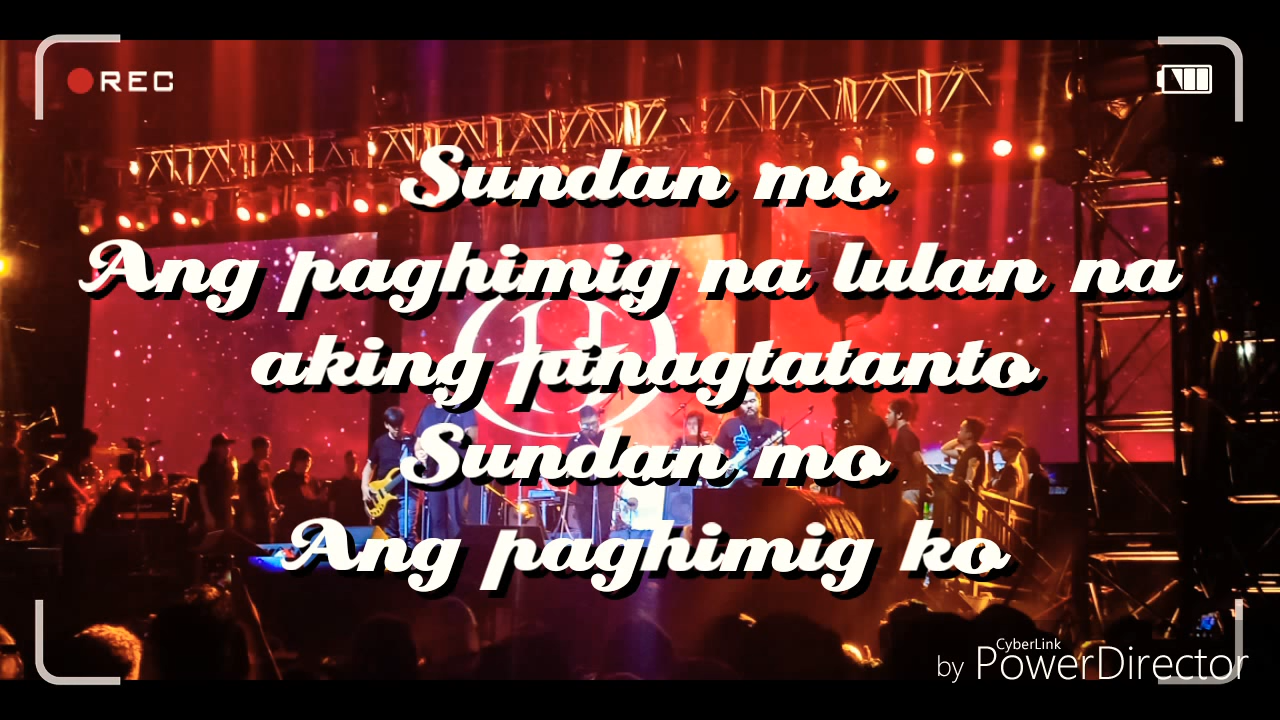 REC
Sundan mo
Ang paghimig na lulan na
aking pinagtatanto
Sundan mo
Ang paghimig ko
CyberLink
by PowerDirector